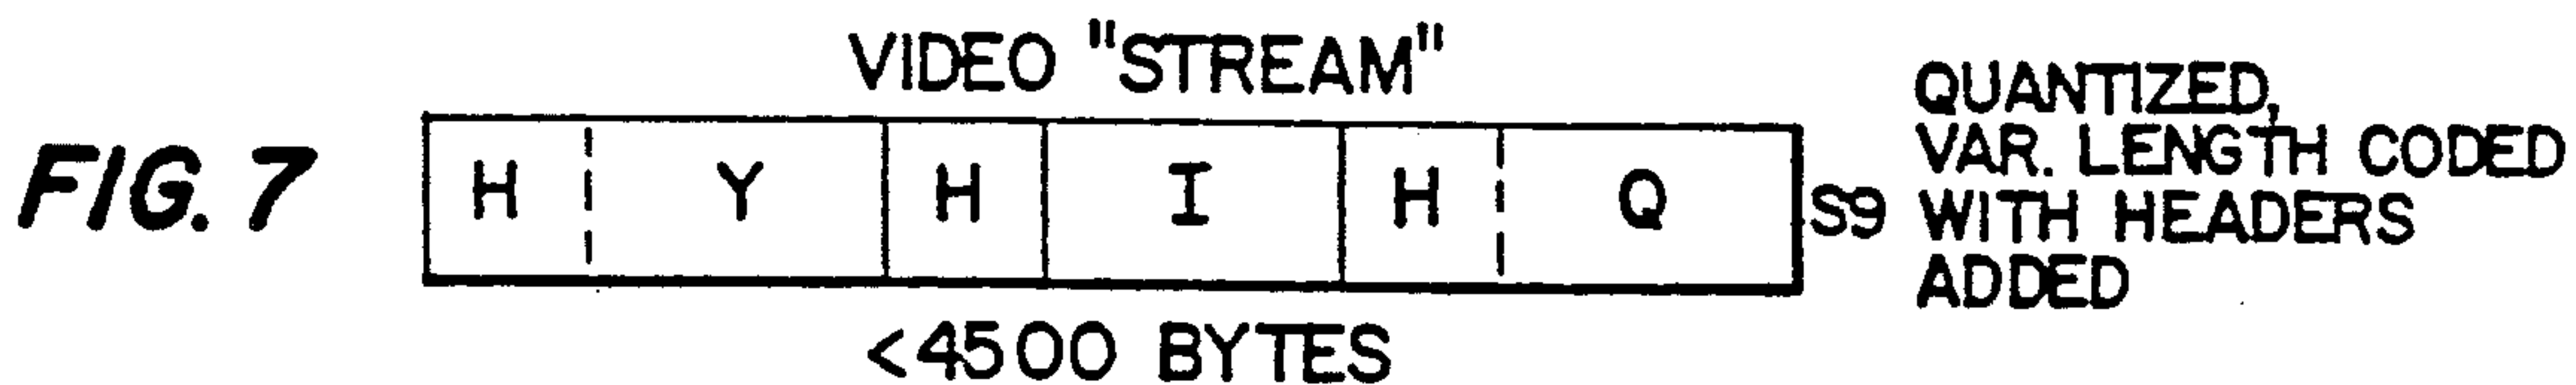 VIDEO "STREAM"
FIG. 7
H Y H I H Q
S9
QUANTIZED,
VAR. LENGTH CODED
WITH HEADERS
ADDED
<4500 BYTES